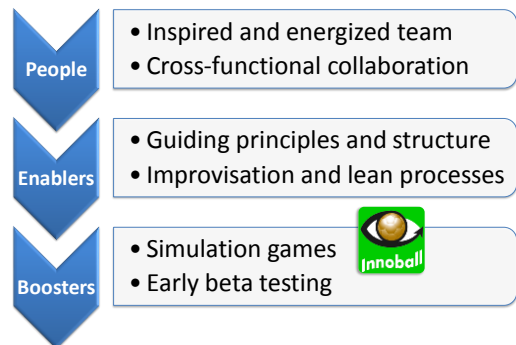 People
• Inspired and energized team
• Cross-functional collaboration
Enablers
• Guiding principles and structure
• Improvisation and lean processes
Boosters
• Simulation games
• Early beta testing
Innoball